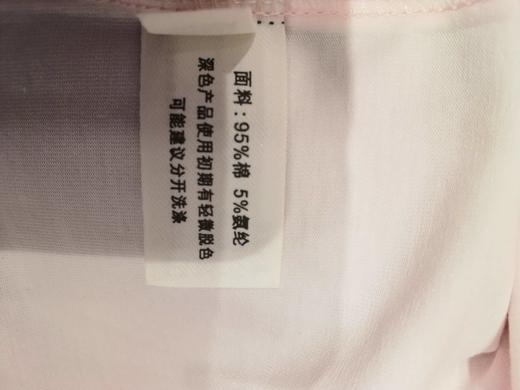 面料：95%棉 5%氨纶
深色产品使用初期有轻微脱色
可能建议分开洗涤